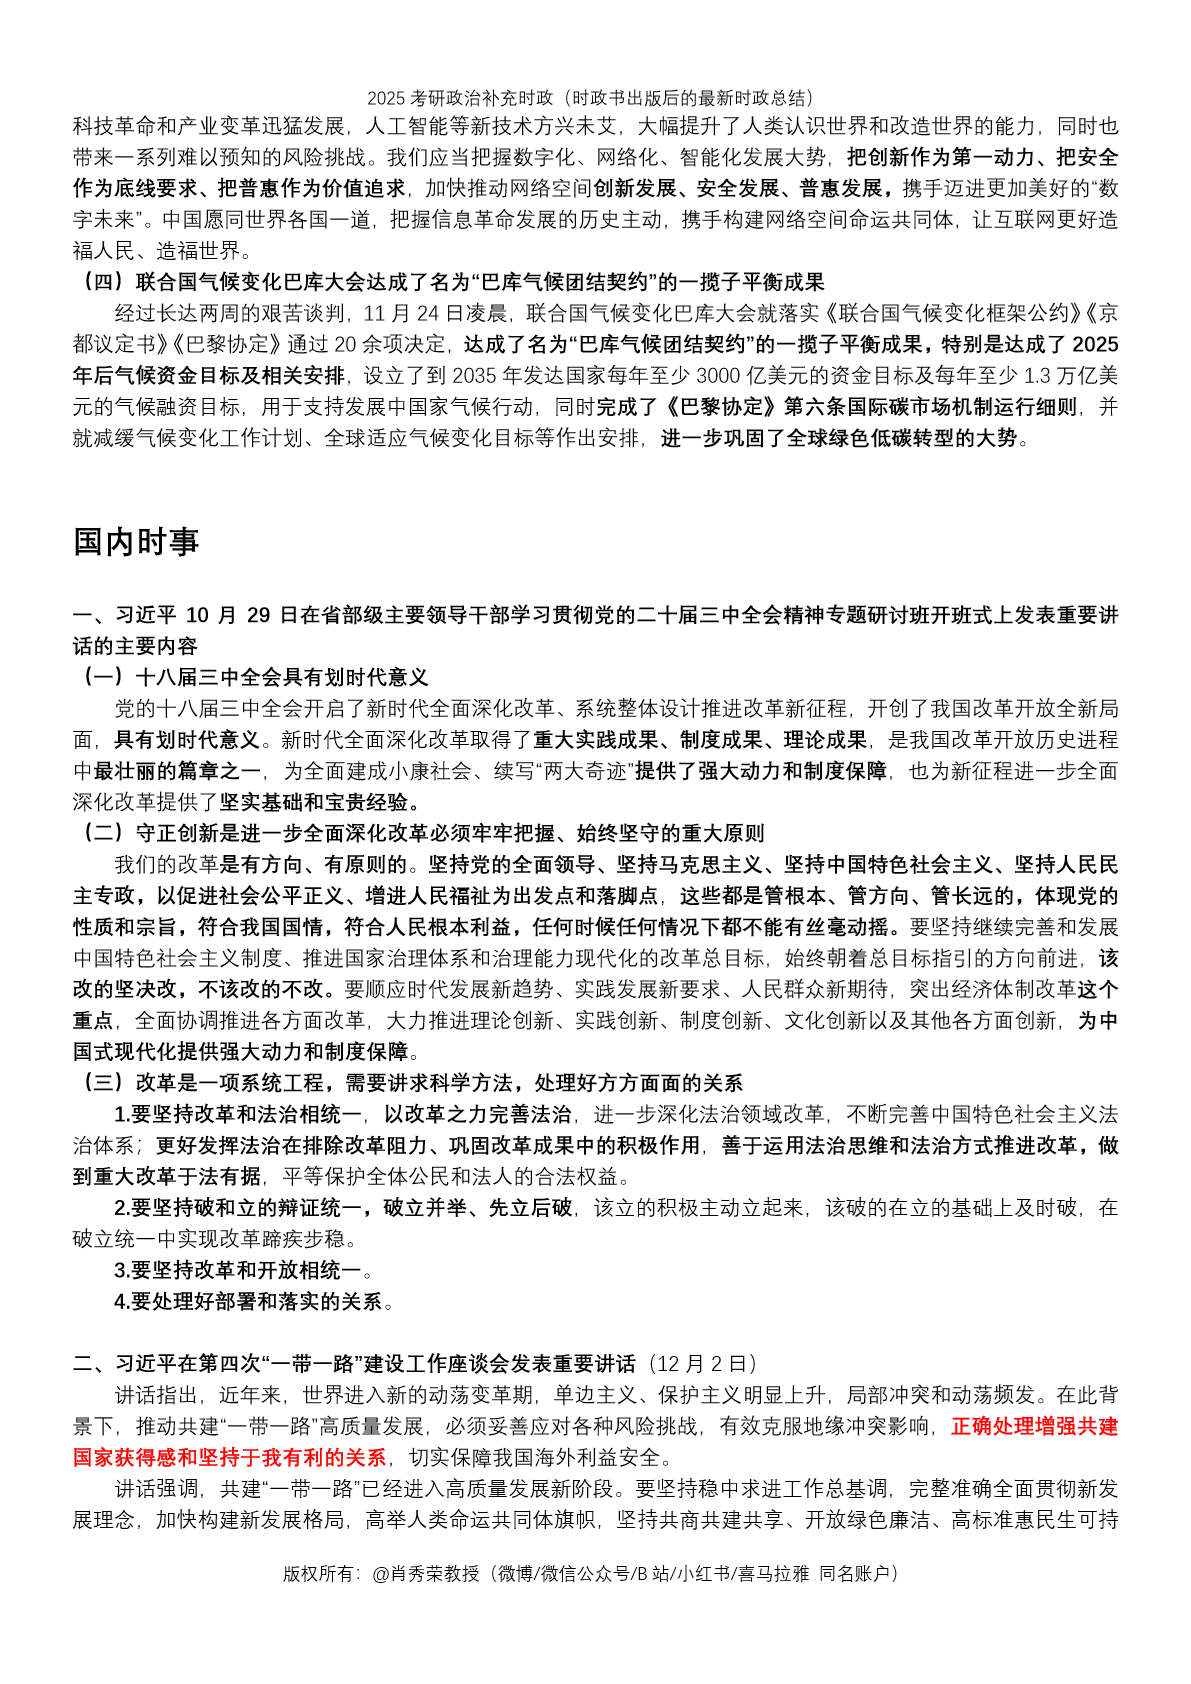 2025 考研政治补充时政（时政书出版后的最新时政总结）
科技革命和产业变革迅猛发展，人工智能等新技术方兴未艾，大幅提升了人类认识世界和改造世界的能力，同时也
带来一系列难以预知的风险挑战。我们应当把握数字化、网络化、智能化发展大势，把创新作为第一动力、把安全
作为底线要求、把普惠作为价值追求，加快推动网络空间创新发展、安全发展、普惠发展，携手迈进更加美好的“数
字未来”。中国愿同世界各国一道，把握信息革命发展的历史主动，携手构建网络空间命运共同体，让互联网更好造
福人民、造福世界。
（四）联合国气候变化巴库大会达成了名为“巴库气候团结契约”的一揽子平衡成果
经过长达两周的艰苦谈判，11 月 24 日凌晨，联合国气候变化巴库大会就落实《联合国气候变化框架公约》《京
都议定书》《巴黎协定》通过 20 余项决定，达成了名为“巴库气候团结契约”的一揽子平衡成果，特别是达成了 2025
年后气候资金目标及相关安排，设立了到 2035 年发达国家每年至少 3000 亿美元的资金目标及每年至少 1.3 万亿美
元的气候融资目标，用于支持发展中国家气候行动，同时完成了《巴黎协定》第六条国际碳市场机制运行细则，并
就减缓气候变化工作计划、全球适应气候变化目标等作出安排，进一步巩固了全球绿色低碳转型的大势。
国内时事
一、习近平 10 月 29 日在省部级主要领导干部学习贯彻党的二十届三中全会精神专题研讨班开班式上发表重要讲
话的主要内容
（一）十八届三中全会具有划时代意义
党的十八届三中全会开启了新时代全面深化改革、系统整体设计推进改革新征程，开创了我国改革开放全新局
面，具有划时代意义。新时代全面深化改革取得了重大实践成果、制度成果、理论成果，是我国改革开放历史进程
中最壮丽的篇章之一，为全面建成小康社会、续写“两大奇迹”提供了强大动力和制度保障，也为新征程进一步全面
深化改革提供了坚实基础和宝贵经验。
（二）守正创新是进一步全面深化改革必须牢牢把握、始终坚守的重大原则
我们的改革是有方向、有原则的。坚持党的全面领导、坚持马克思主义、坚持中国特色社会主义、坚持人民民
主专政，以促进社会公平正义、增进人民福祉为出发点和落脚点，这些都是管根本、管方向、管长远的，体现党的
性质和宗旨，符合我国国情，符合人民根本利益，任何时候任何情况下都不能有丝毫动摇。要坚持继续完善和发展
中国特色社会主义制度、推进国家治理体系和治理能力现代化的改革总目标，始终朝着总目标指引的方向前进，该
改的坚决改，不该改的不改。要顺应时代发展新趋势、实践发展新要求、人民群众新期待，突出经济体制改革这个
重点，全面协调推进各方面改革，大力推进理论创新、实践创新、制度创新、文化创新以及其他各方面创新，为中
国式现代化提供强大动力和制度保障。
（三）改革是一项系统工程，需要讲求科学方法，处理好方方面面的关系
1.要坚持改革和法治相统一，以改革之力完善法治，进一步深化法治领域改革，不断完善中国特色社会主义法
治体系；更好发挥法治在排除改革阻力、巩固改革成果中的积极作用，善于运用法治思维和法治方式推进改革，做
到重大改革于法有据，平等保护全体公民和法人的合法权益。
2.要坚持破和立的辩证统一，破立并举、先立后破，该立的积极主动立起来，该破的在立的基础上及时破，在
破立统一中实现改革蹄疾步稳。
3.要坚持改革和开放相统一。
4.要处理好部署和落实的关系。
二、习近平在第四次“一带一路”建设工作座谈会发表重要讲话（12 月 2 日）
讲话指出，近年来，世界进入新的动荡变革期，单边主义、保护主义明显上升，局部冲突和动荡频发。在此背
景下，推动共建“一带一路”高质量发展，必须妥善应对各种风险挑战，有效克服地缘冲突影响，正确处理增强共建
国家获得感和坚持于我有利的关系，切实保障我国海外利益安全。
讲话强调，共建“一带一路”已经进入高质量发展新阶段。要坚持稳中求进工作总基调，完整准确全面贯彻新发
展理念，加快构建新发展格局，高举人类命运共同体旗帜，坚持共商共建共享、开放绿色廉洁、高标准惠民生可持
版权所有：@肖秀荣教授（微博/微信公众号/B 站/小红书/喜马拉雅 同名账户）